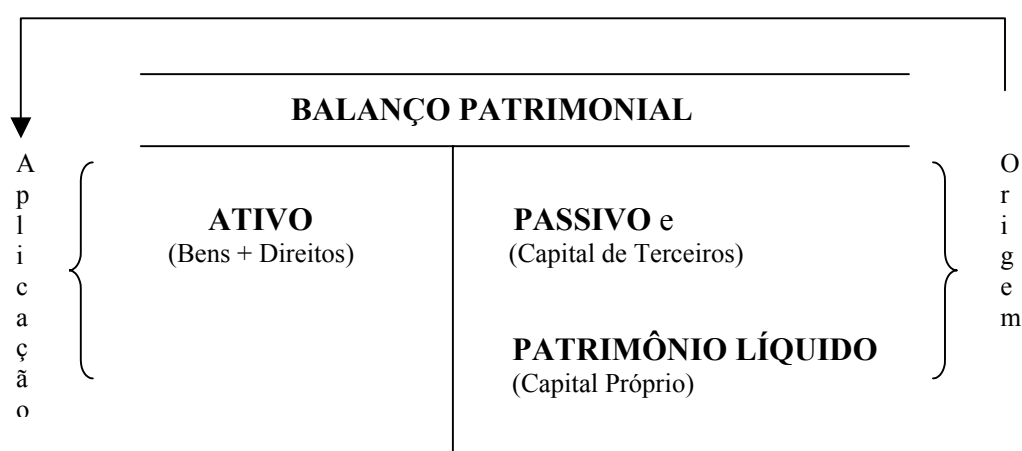 BALANÇO PATRIMONIAL
Aplicação
ATIVO
(Bens + Direitos)
PASSIVO e
(Capital de Terceiros)
PATRIMÔNIO LÍQUIDO
(Capital Próprio)
Origem